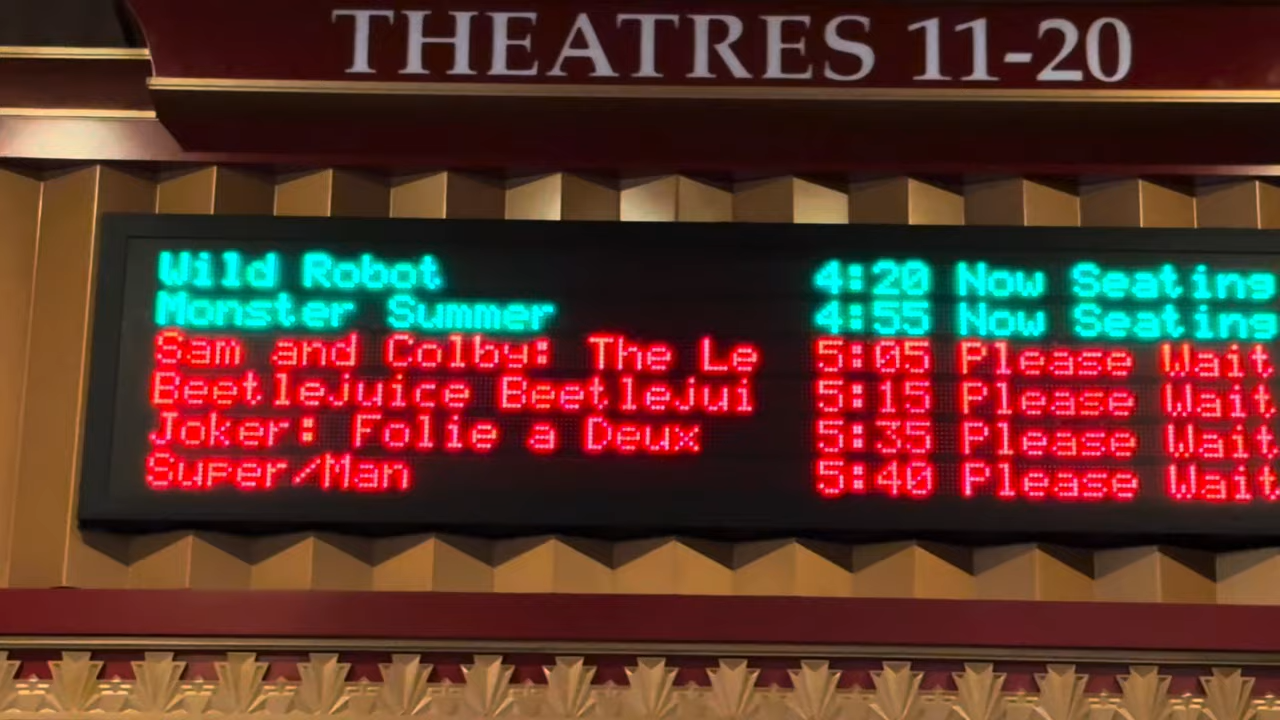 THEATRES 11-20
Wild Robot 4:20 Now Seating
Monster Summer 4:55 Now Seating
Sam and Colby: The Le 5:05 Please Wait
Beetlejuice Beetlejui 5:15 Please Wait
Joker: Folie a Deux 5:35 Please Wait
Super/Man 5:40 Please Wait